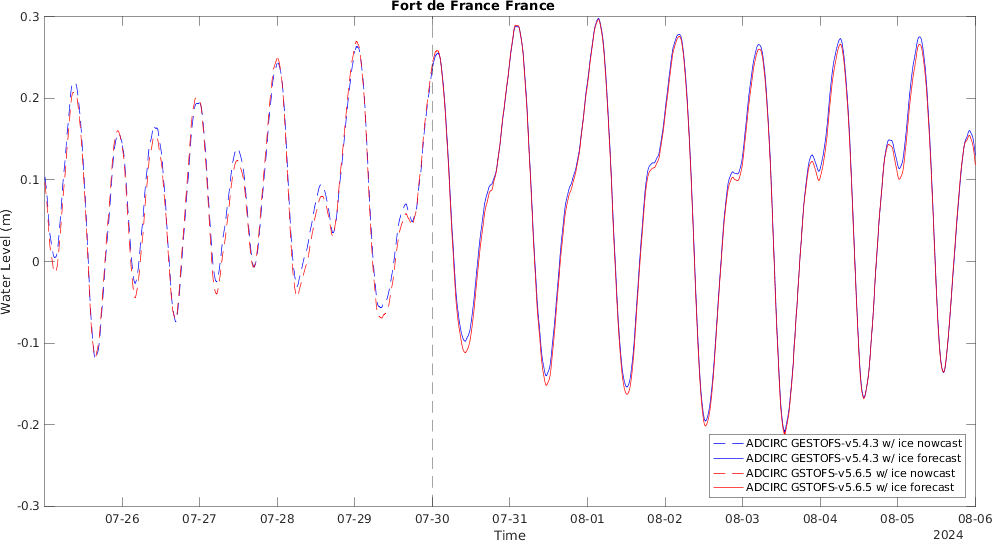 Fort de France France
0.3
0.2
0.1
0
-0.1
-0.2
-0.3
Water Level (m)
ADCIRC GESTOFS-v5.4.3 w/ ice nowcast
ADCIRC GESTOFS-v5.4.3 w/ ice forecast
ADCIRC GSTOFS-v5.6.5 w/ ice nowcast
ADCIRC GSTOFS-v5.6.5 w/ ice forecast
07-26 07-27 07-28 07-29 07-30 07-31 08-01 08-02 08-03 08-04 08-05 08-06
Time
2024